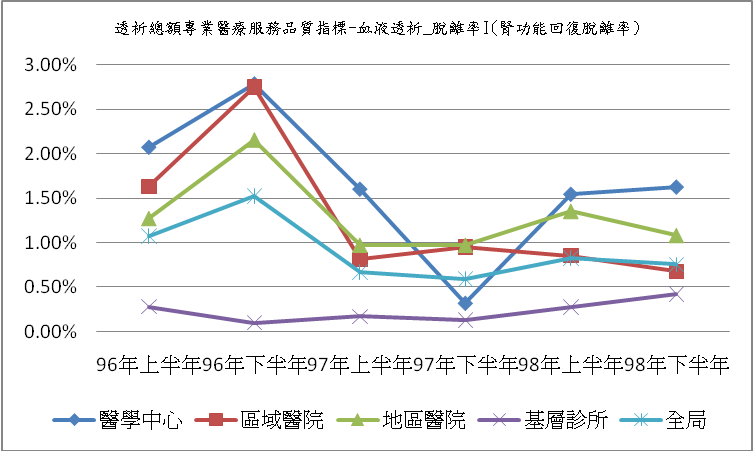 透析總額專業醫療服務品質指標-血液透析_脫離率I(腎功能回復脫離率)
3.00%
2.50%
2.00%
1.50%
1.00%
0.50%
0.00%
96年上半年 96年下半年 97年上半年 97年下半年 98年上半年 98年下半年
醫學中心 區域醫院 地區醫院 基層診所 全局